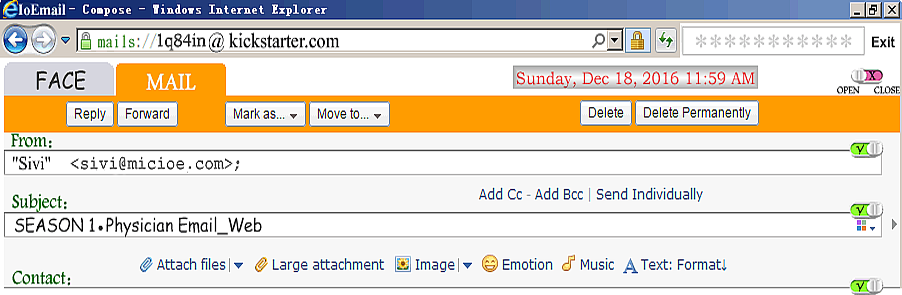 IoEmail - Compose - Windows Internet Explorer
mails://1q84in@kickstarter.com *********** Exit
FACE MAIL Sunday, Dec 18, 2016 11:59 AM OPEN X CLOSE
Reply Forward Mark as... Move to... Delete Delete Permanently
From:
"Sivi" <sivi@micioe.com>;
Add Cc - Add Bcc | Send Individually
Subject:
SEASON 1.Physician Email_Web
Attach files | Large attachment Image | Emotion Music Text: Format↓
Contact: